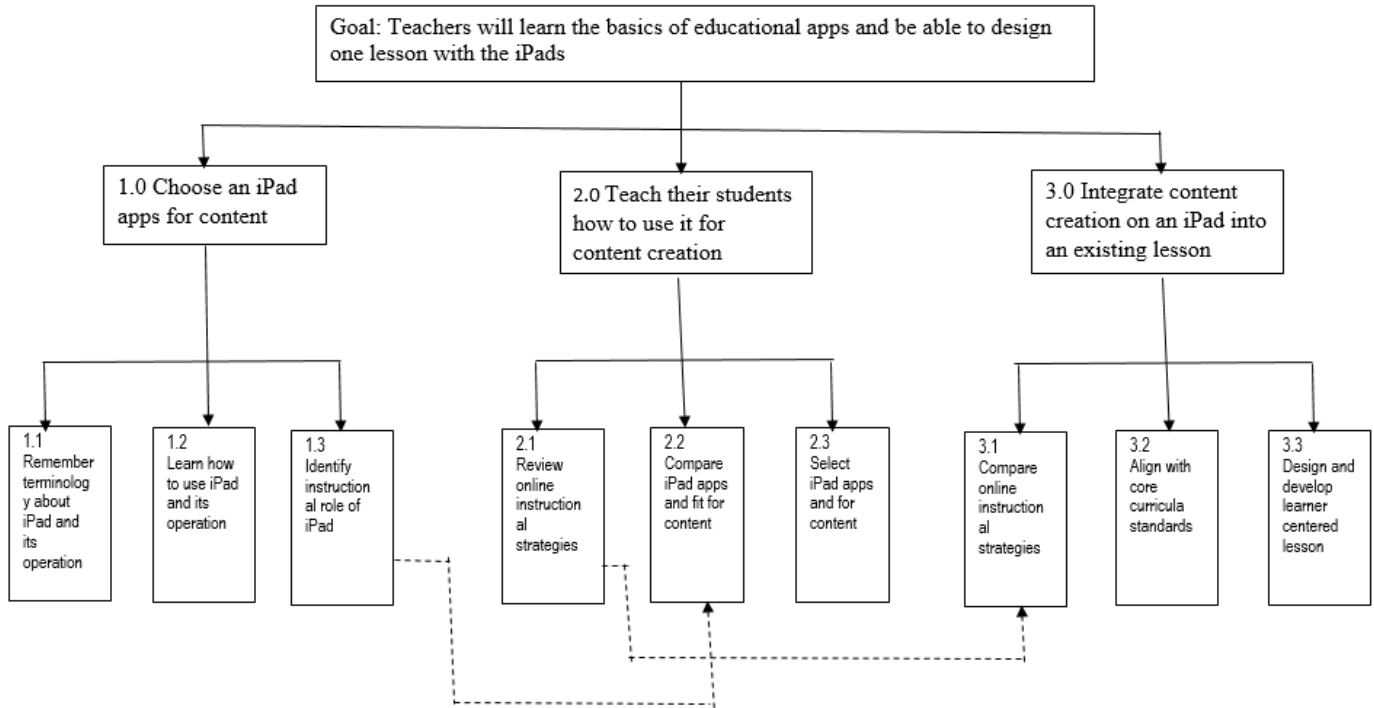 Goal: Teachers will learn the basics of educational apps and be able to design
one lesson with the iPads
1.0 Choose an iPad
apps for content
2.0 Teach their students
how to use it for
content creation
3.0 Integrate content
creation on an iPad into
an existing lesson
1.1
Remember
terminolog
y about
iPad and
its
operation
1.2
Learn how
to use iPad
and its
operation
1.3
Identify
instruction
al role of
iPad
2.1
Review
online
instruction
al
strategies
2.2
Compare
iPad apps
and fit for
content
2.3
Select
iPad apps
and for
content
3.1
Compare
online
instruction
al
strategies
3.2
Align with
core
curricula
standards
3.3
Design and
develop
learner
centered
lesson